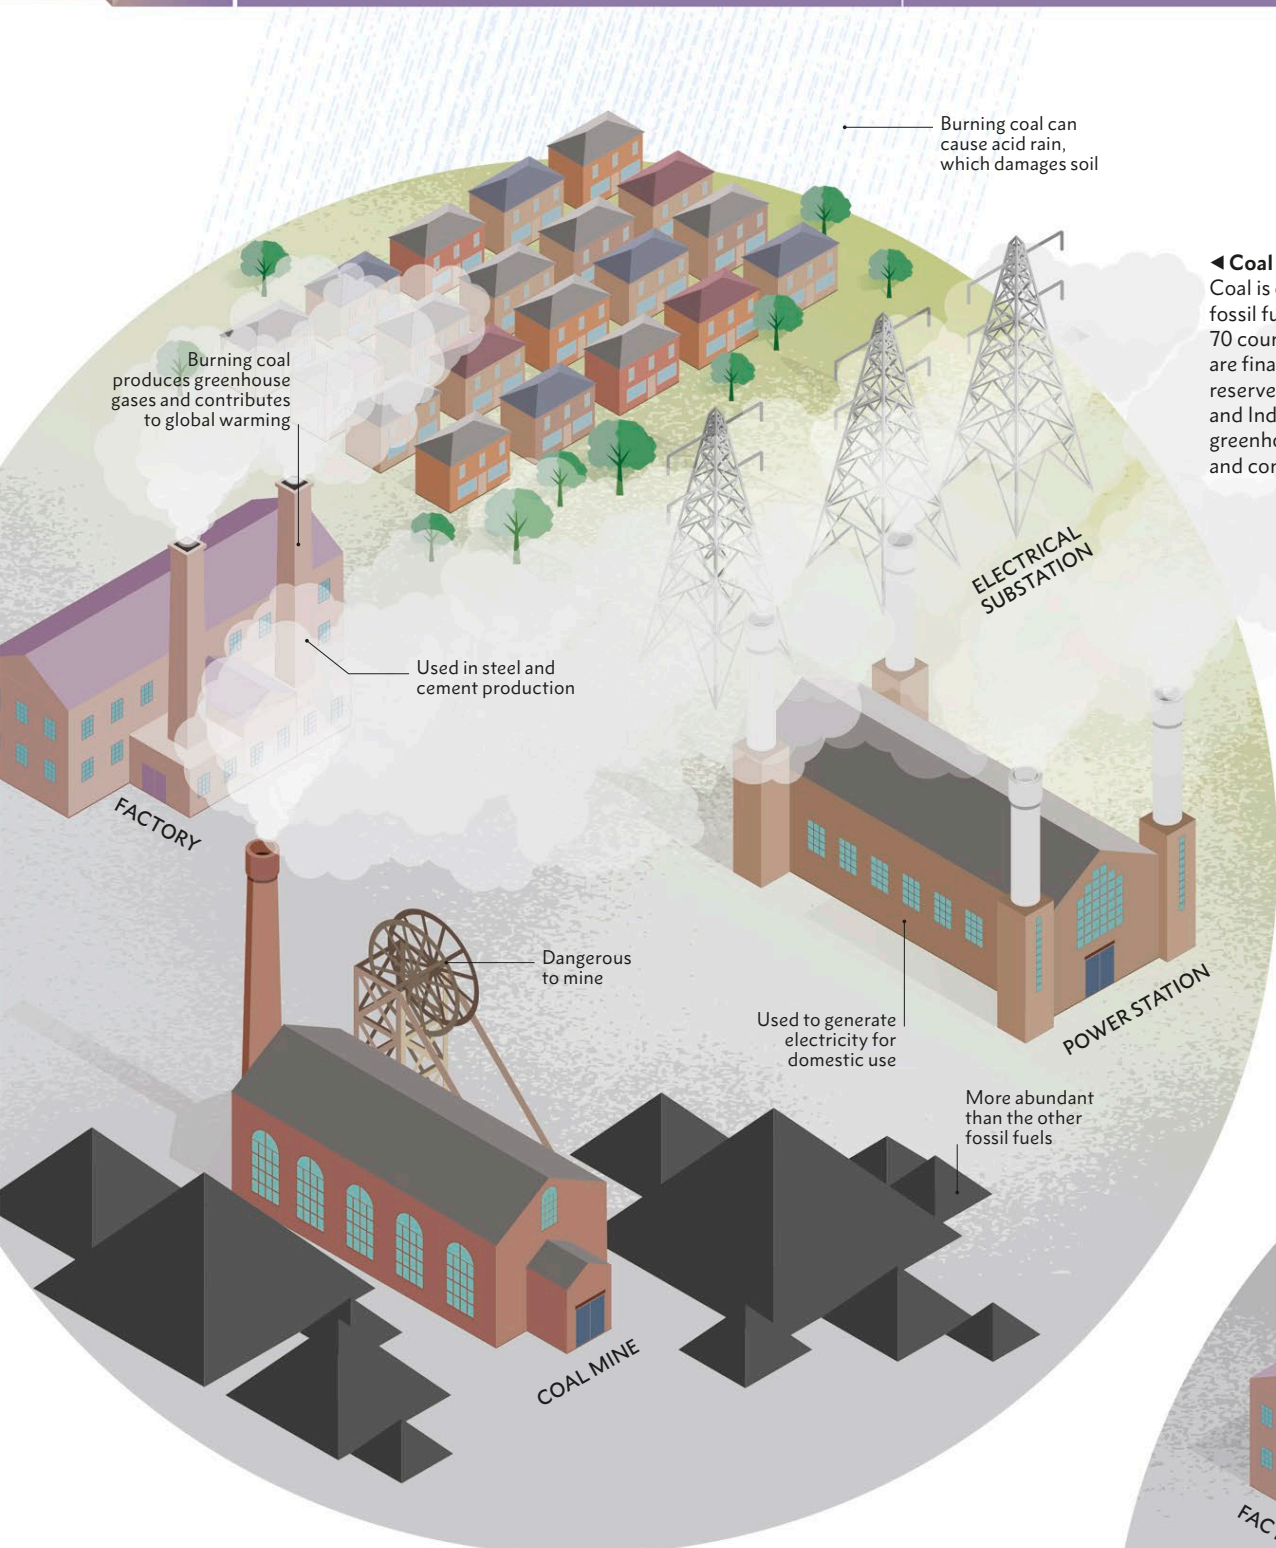 Burning coal can
cause acid rain,
which damages soil
◄ Coal
Coal is
fossil fu
70 cour
are fina
reserve
and Ind
greenho
and con
Burning coal
produces greenhouse
gases and contributes
to global warming
ELECTRICAL
SUBSTATION
Used in steel and
cement production
FACTORY
Dangerous
to mine
Used to generate
electricity for
domestic use
POWER STATION
More abundant
than the other
fossil fuels
COAL MINE
FACT